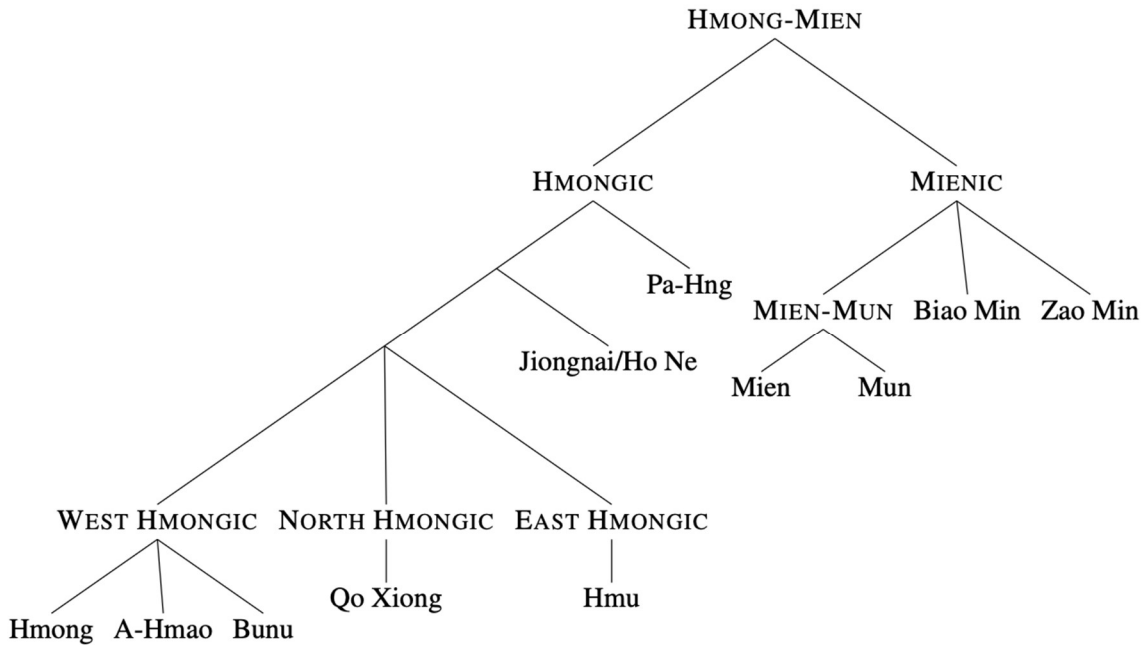 HMONG-MIEN
HMONGIC
MIENIC
Pa-Hng
MIEN-MUN
Biao Min
Zao Min
Jiongnai/Ho Ne
Mien
Mun
WEST HMONGIC
NORTH HMONGIC
EAST HMONGIC
Qo Xiong
Hmu
Hmong
A-Hmao
Bunu